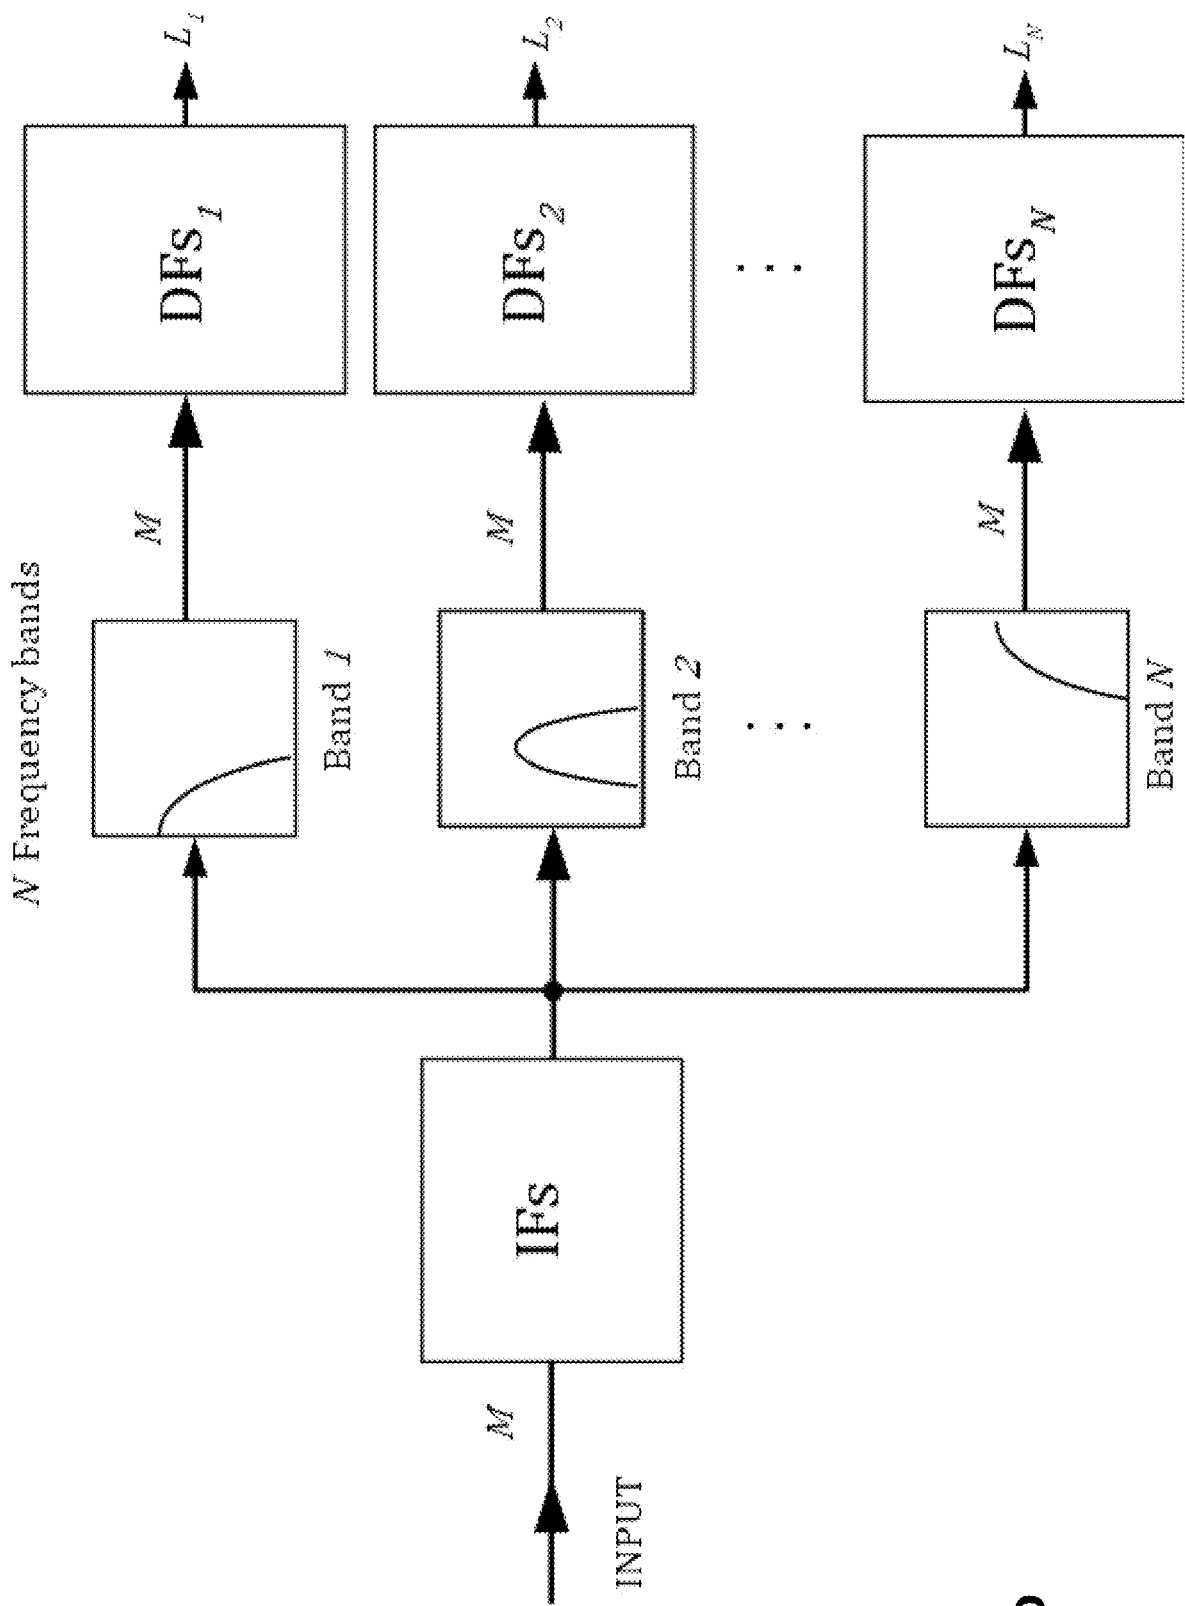 N Frequency bands
INPUT
M
IFs
Band 1
M
DFs1
L1
Band 2
M
DFs2
L2
. . .
. . .
Band N
M
DFsN
LN